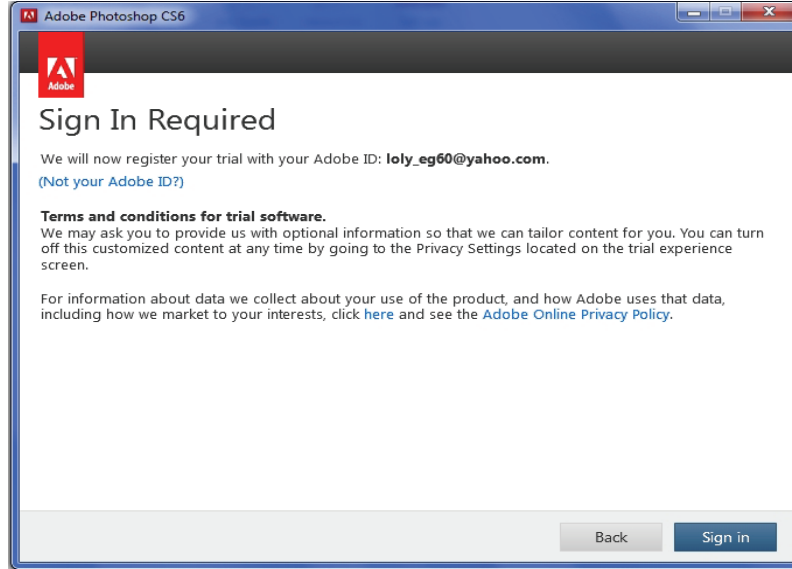 Adobe Photoshop CS6
Adobe
Sign In Required
We will now register your trial with your Adobe ID: loly_eg60@yahoo.com.
(Not your Adobe ID?)
Terms and conditions for trial software.
We may ask you to provide us with optional information so that we can tailor content for you. You can turn
off this customized content at any time by going to the Privacy Settings located on the trial experience
screen.
For information about data we collect about your use of the product, and how Adobe uses that data,
including how we market to your interests, click here and see the Adobe Online Privacy Policy.
Back Sign in